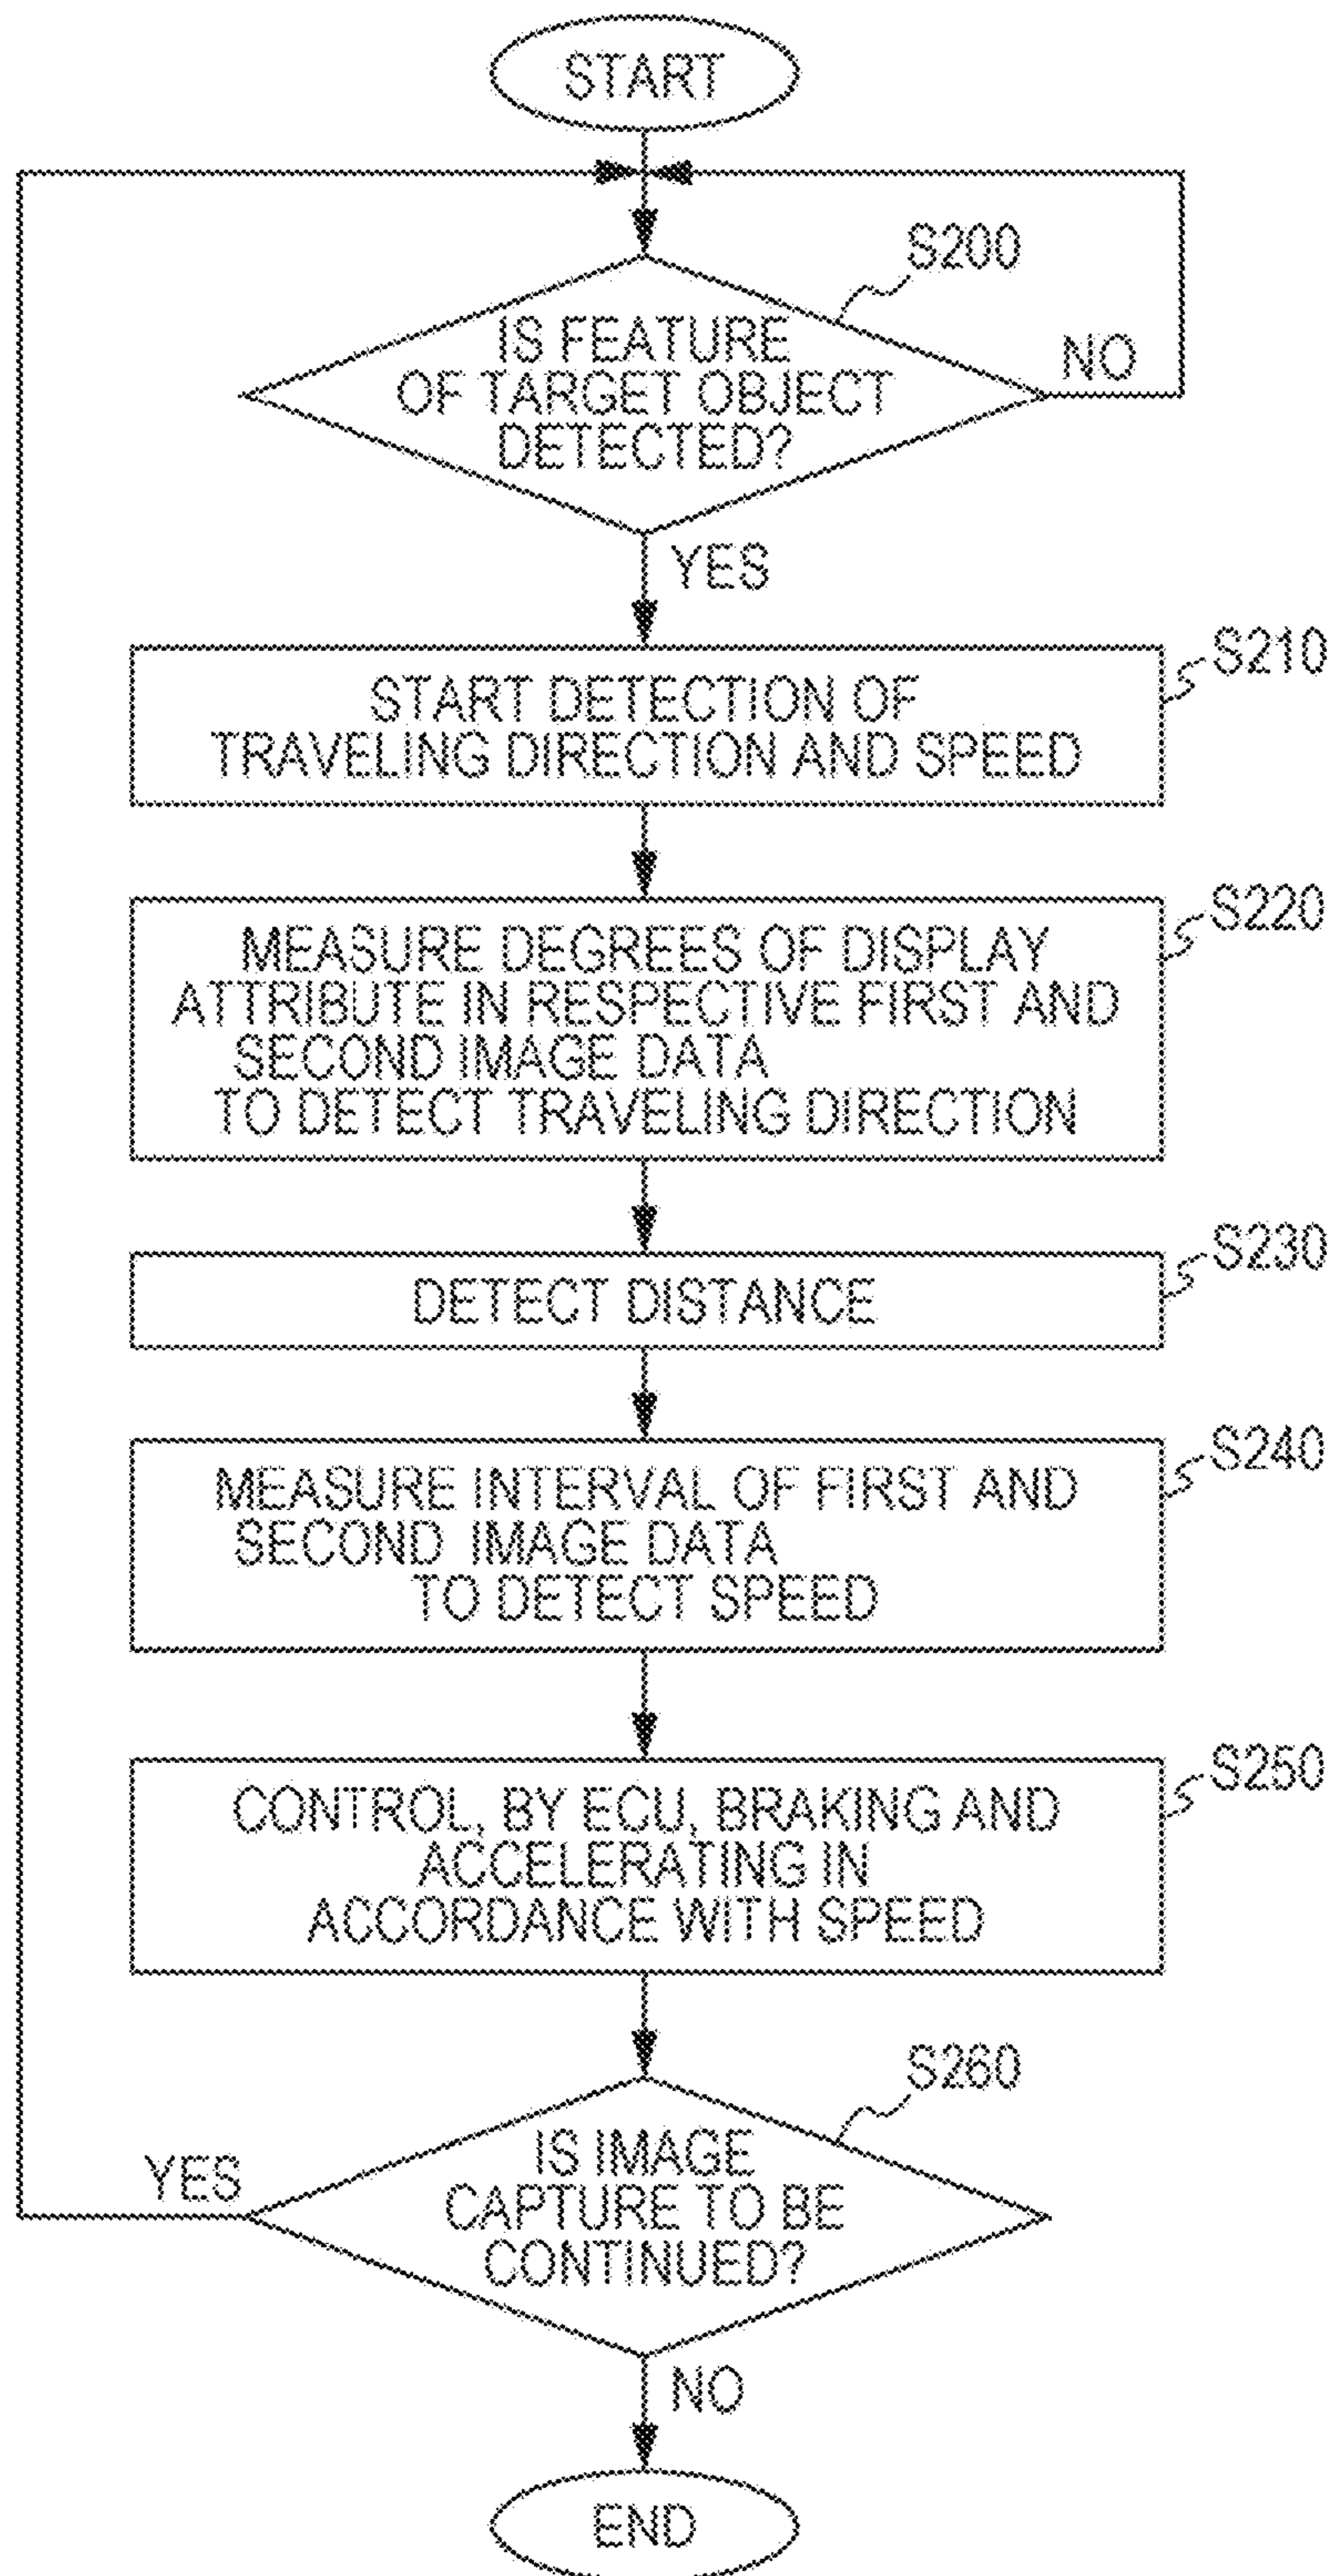 START
S200
IS FEATURE
OF TARGET OBJECT
DETECTED?
NO
YES
S210
START DETECTION OF
TRAVELING DIRECTION AND SPEED
S220
MEASURE DEGREES OF DISPLAY
ATTRIBUTE IN RESPECTIVE FIRST AND
SECOND IMAGE DATA
TO DETECT TRAVELING DIRECTION
S230
DETECT DISTANCE
S240
MEASURE INTERVAL OF FIRST AND
SECOND IMAGE DATA
TO DETECT SPEED
S250
CONTROL, BY ECU, BRAKING AND
ACCELERATING IN
ACCORDANCE WITH SPEED
S260
IS IMAGE
CAPTURE TO BE
CONTINUED?
YES
NO
END